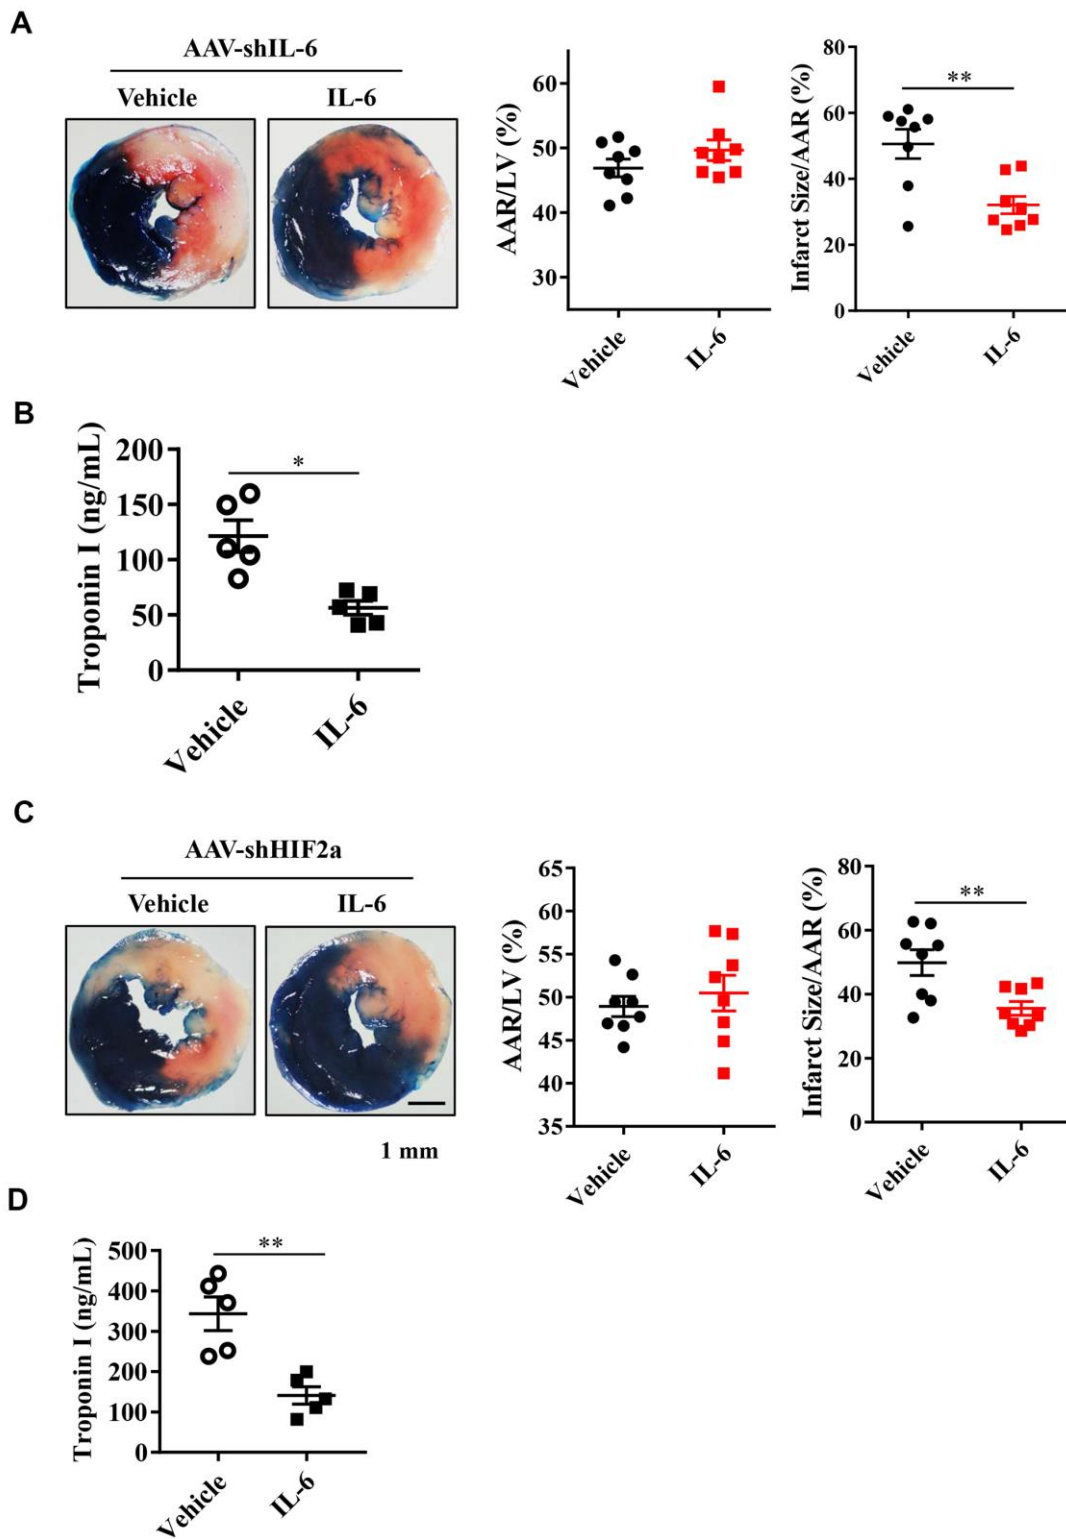 A
AAV-shIL-6
Vehicle IL-6
AAR/LV (%)
60
50
40
30
Vehicle IL-6
Infarct Size/AAR (%)
80
60
40
20
0
**
Vehicle IL-6
B
Troponin I (ng/mL)
200
150
100
50
0
*
Vehicle IL-6
C
AAV-shHIF2a
Vehicle IL-6
1 mm
AAR/LV (%)
65
60
55
50
45
40
35
Vehicle IL-6
Infarct Size/AAR (%)
80
60
40
20
0
**
Vehicle IL-6
D
Troponin I (ng/mL)
500
400
300
200
100
0
**
Vehicle IL-6